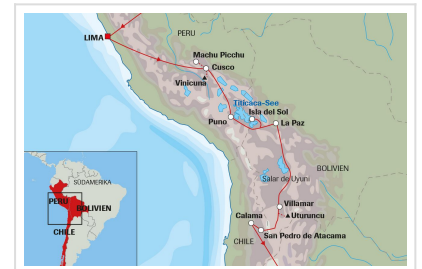 PERU
LIMA
Machu Picchu
Cusco
Vinicuna
Titicaca-See
Isla del Sol
Puno
La Paz
BOLIVIEN
Salar de Uyuni
SÜDAMERIKA
PERU
BOLIVIEN
CHILE
Villamar
Calama
Uturuncu
San Pedro de Atacama
CHILE